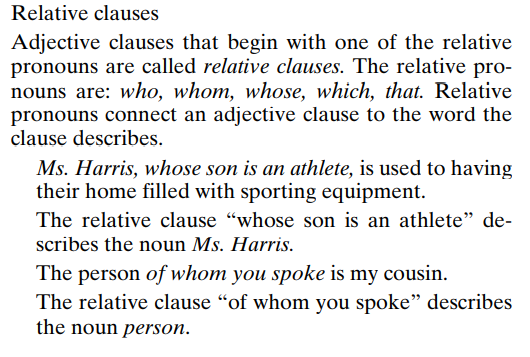 Relative clauses
Adjective clauses that begin with one of the relative
pronouns are called relative clauses. The relative pro-
nouns are: who, whom, whose, which, that. Relative
pronouns connect an adjective clause to the word the
clause describes.
Ms. Harris, whose son is an athlete, is used to having
their home filled with sporting equipment.
The relative clause “whose son is an athlete” de-
scribes the noun Ms. Harris.
The person of whom you spoke is my cousin.
The relative clause “of whom you spoke” describes
the noun person.